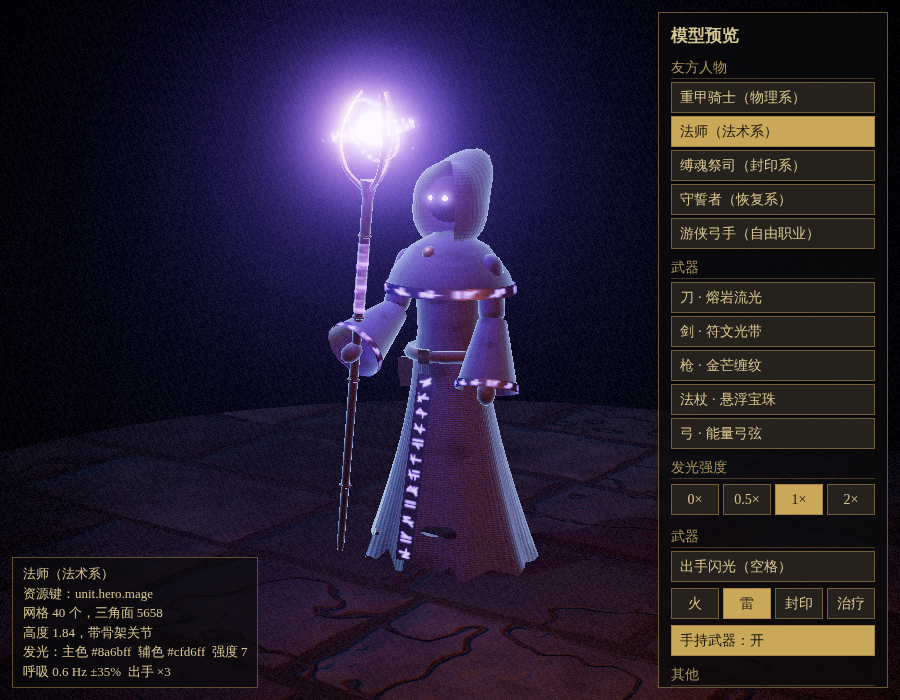 模型预览
友方人物
重甲骑士（物理系）
法师（法术系）
缚魂祭司（封印系）
守誓者（恢复系）
游侠弓手（自由职业）
武器
刀 · 熔岩流光
剑 · 符文光带
枪 · 金芒缠纹
法杖 · 悬浮宝珠
弓 · 能量弓弦
发光强度
0× 0.5× 1× 2×
武器
出手闪光（空格）
火 雷 封印 治疗
手持武器：开
其他
法师（法术系）
资源键：unit.hero.mage
网格 40 个，三角面 5658
高度 1.84，带骨架关节
发光：主色 #8a6bff 辅色 #cfd6ff 强度 7
呼吸 0.6 Hz ±35% 出手 ×3